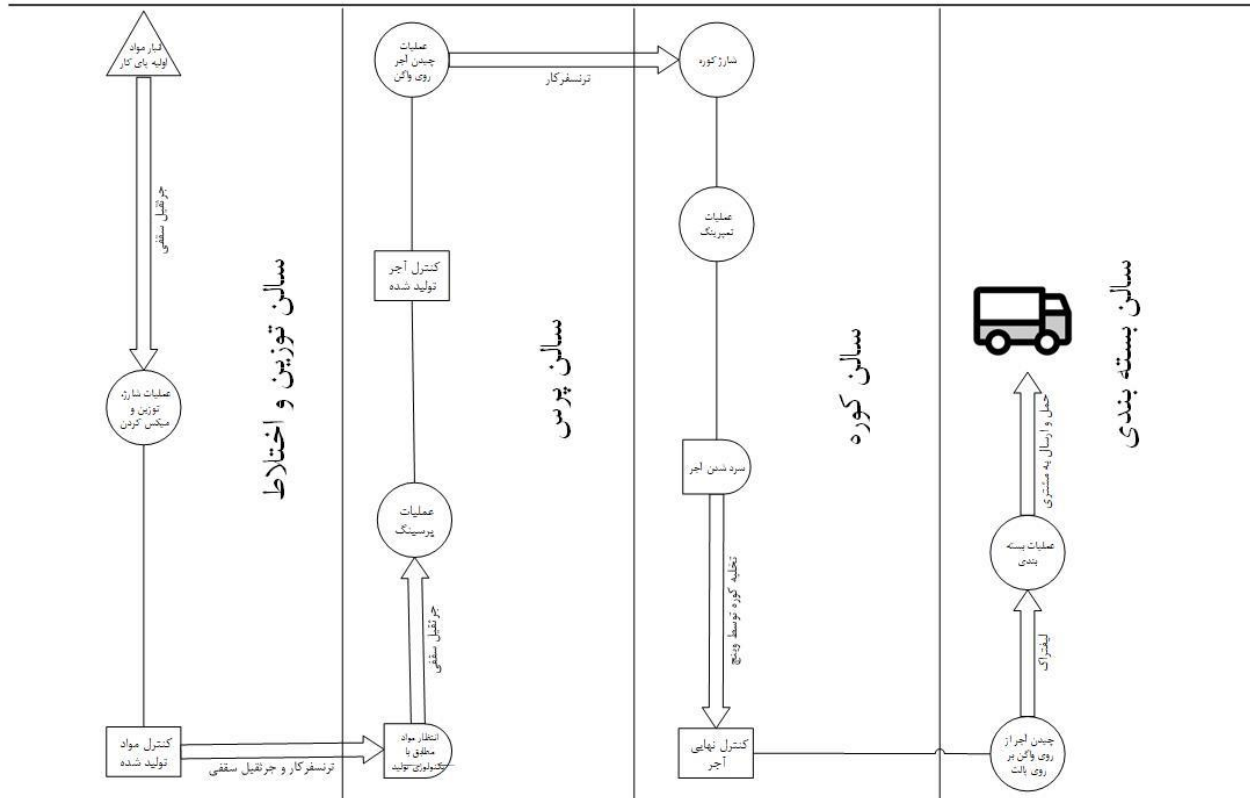 انبار مواد
اولیه پای کار
جرثقیل سقفی
عملیات شارژ،
توزین و
میکس کردن
کنترل مواد
تولید شده
سالن توزین و اختلاط
ترنسفرکار و جرثقیل سقفی
انتظار مواد
مطابق با
تکنولوژی تولید
جرثقیل سقفی
عملیات
پرسینگ
کنترل آجر
تولید شده
عملیات
چیدن آجر
روی واگن
سالن پرس
ترنسفرکار
شارژ کوره
عملیات
تمپرینگ
سرد شدن آجر
تخلیه کوره توسط وینچ
کنترل نهایی
آجر
سالن کوره
چیدن آجر از
روی واگن بر
روی پالت
لیفتراک
عملیات بسته
بندی
حمل و ارسال به مشتری
سالن بسته بندی